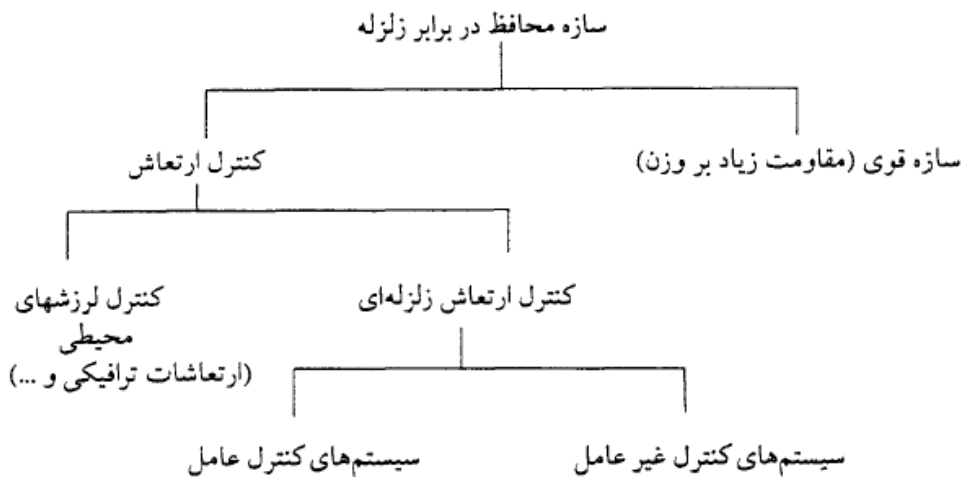 سازه محافظ در برابر زلزله
سازه قوی (مقاومت زیاد بر وزن)
کنترل ارتعاش
کنترل ارتعاش زلزله‌ای
کنترل لرزشهای
محیطی
(ارتعاشات ترافیکی و ...)
سیستم‌های کنترل غیر عامل
سیستم‌های کنترل عامل